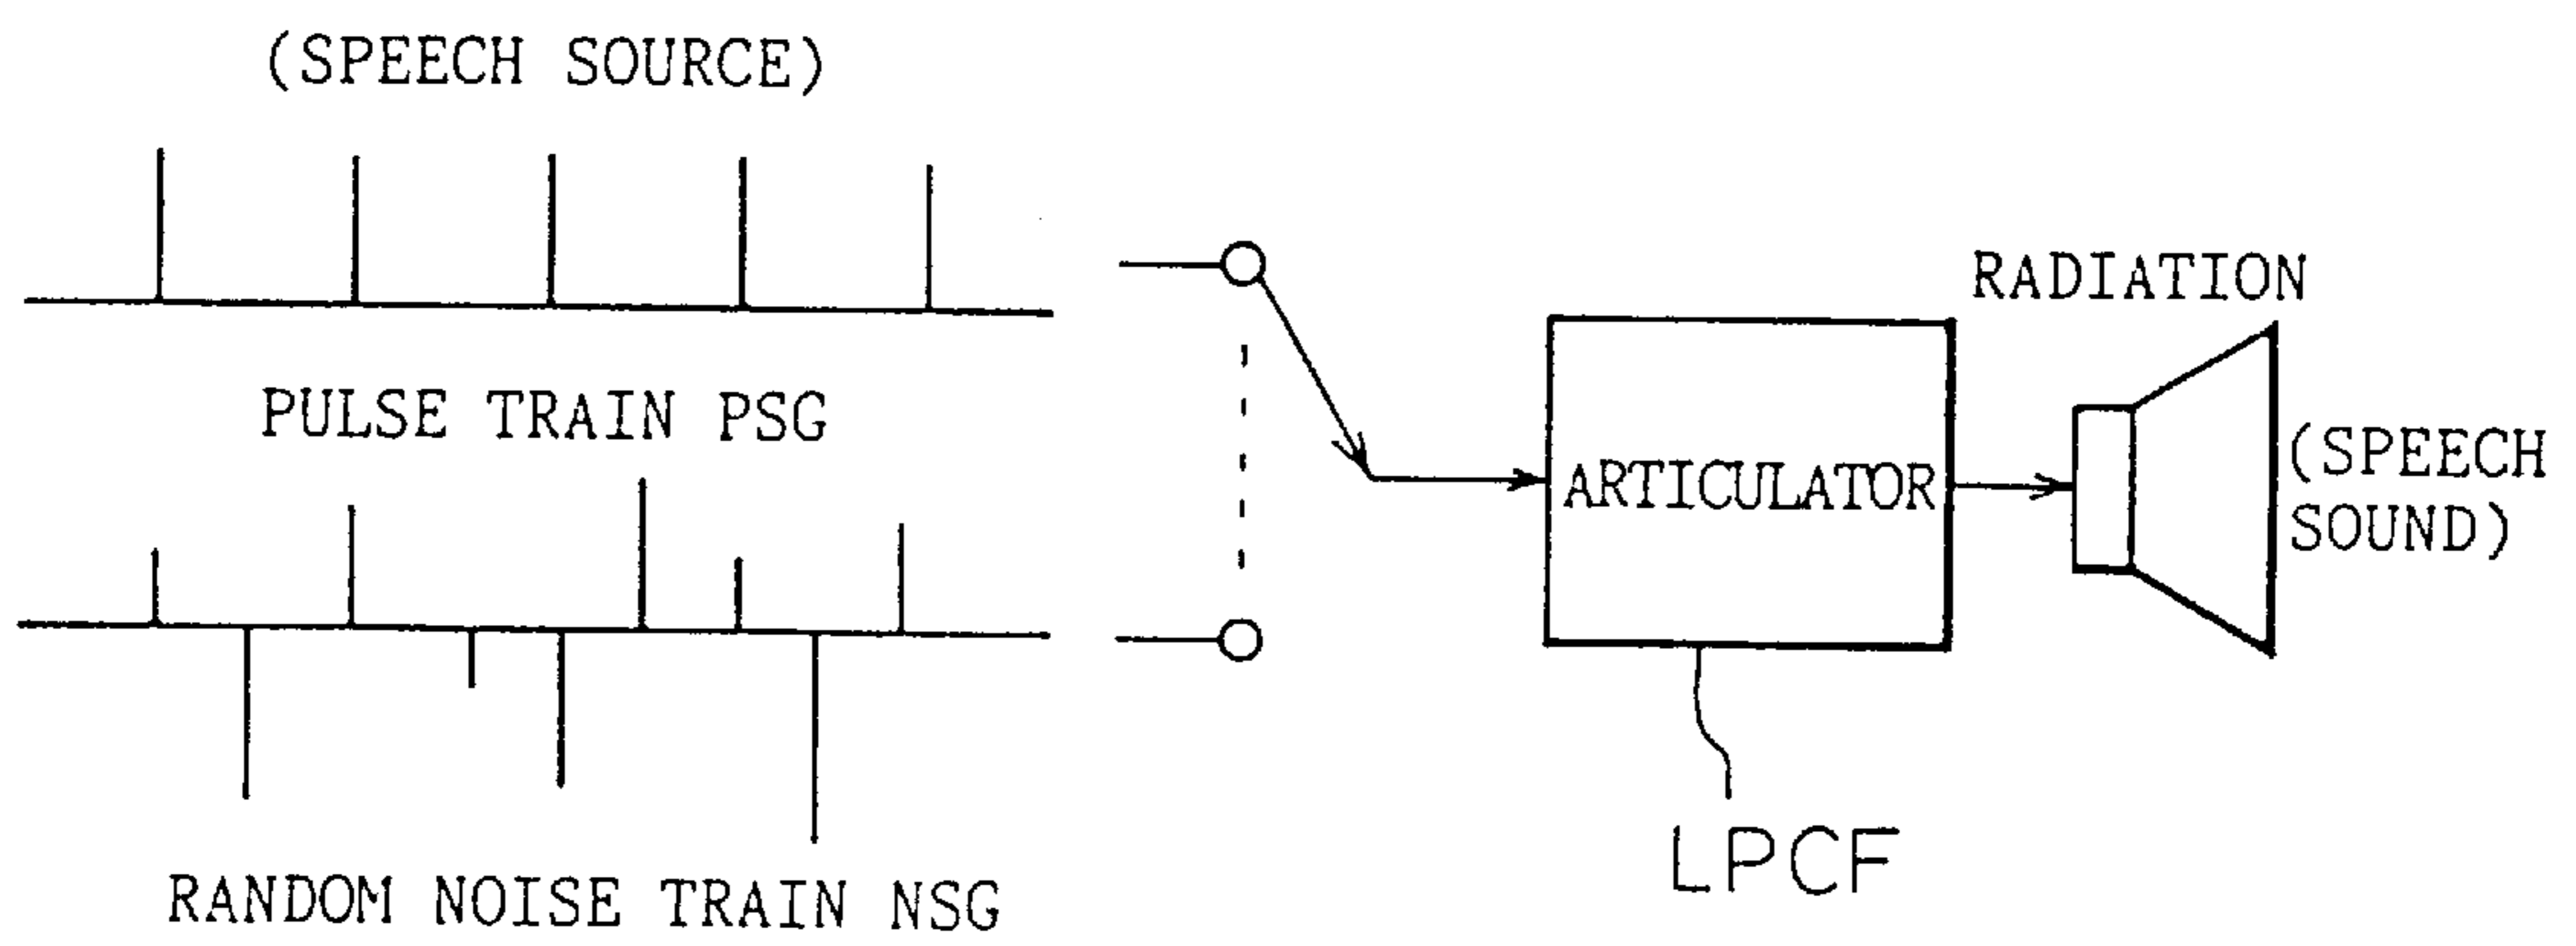 (SPEECH SOURCE)
PULSE TRAIN PSG
RANDOM NOISE TRAIN NSG
ARTICULATOR
LPCF
RADIATION
(SPEECH
SOUND)